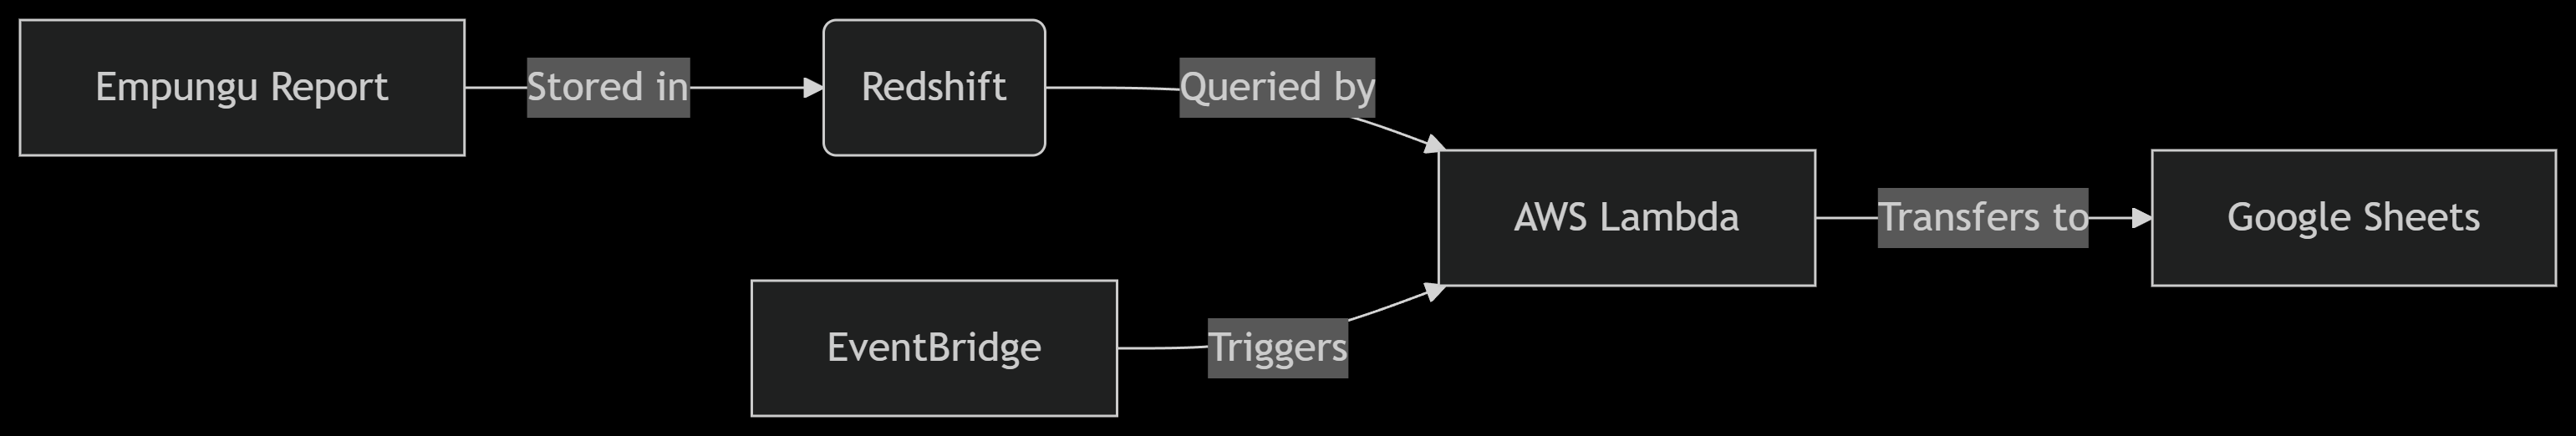 Empungu Report
Stored in
Redshift
Queried by
AWS Lambda
Transfers to
Google Sheets
EventBridge
Triggers